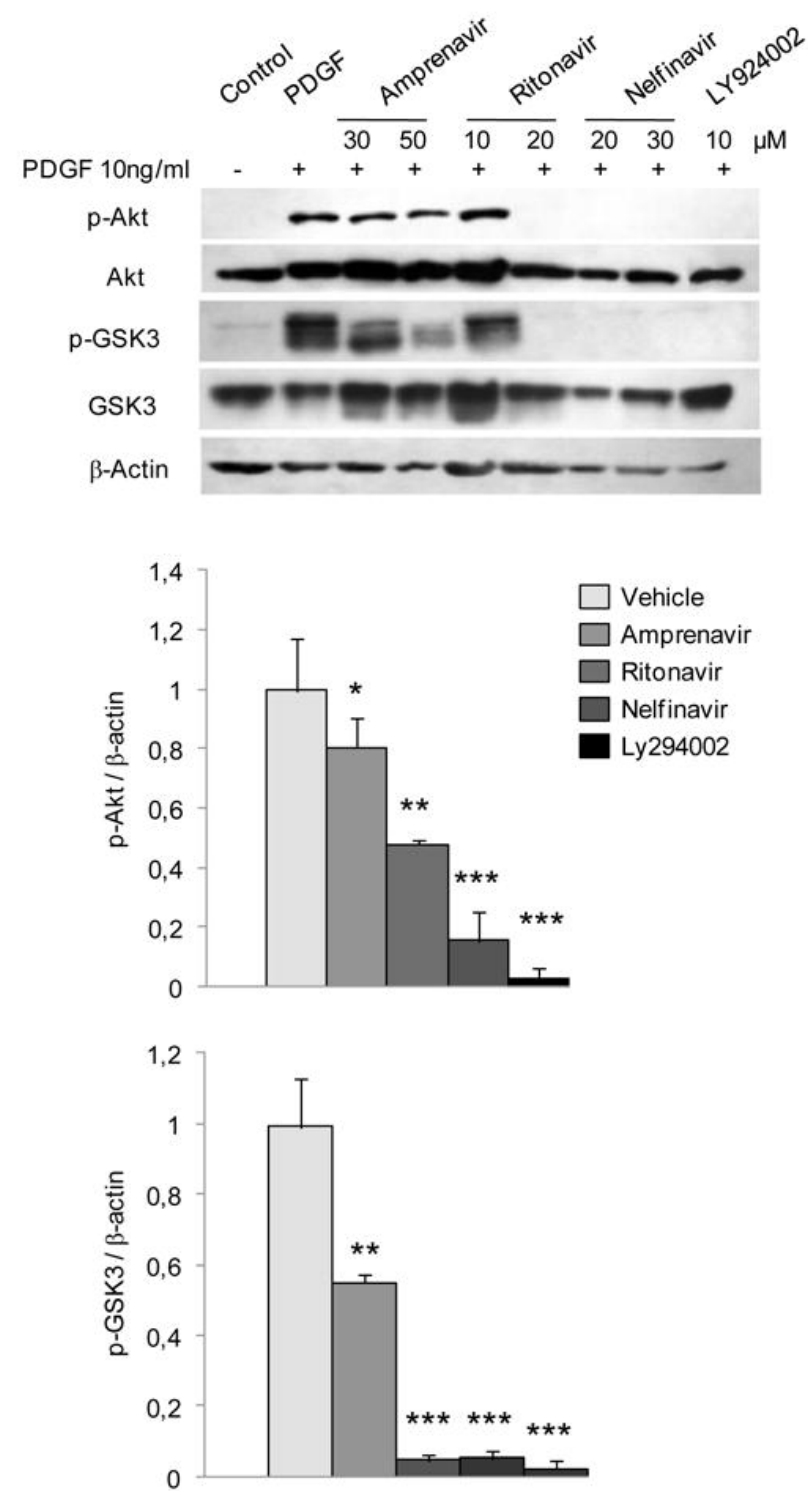 Control PDGF Amprenavir Ritonavir Nelfinavir LY924002
30 50 10 20 20 30 10 µM
PDGF 10ng/ml - + + + + + + + +
p-Akt
Akt
p-GSK3
GSK3
β-Actin
1,4
1,2
1
0,8
0,6
0,4
0,2
0
p-Akt / β-actin
*
**
***
***
Vehicle
Amprenavir
Ritonavir
Nelfinavir
Ly294002
1,2
1
0,8
0,6
0,4
0,2
0
p-GSK3 / β-actin
**
*** *** ***